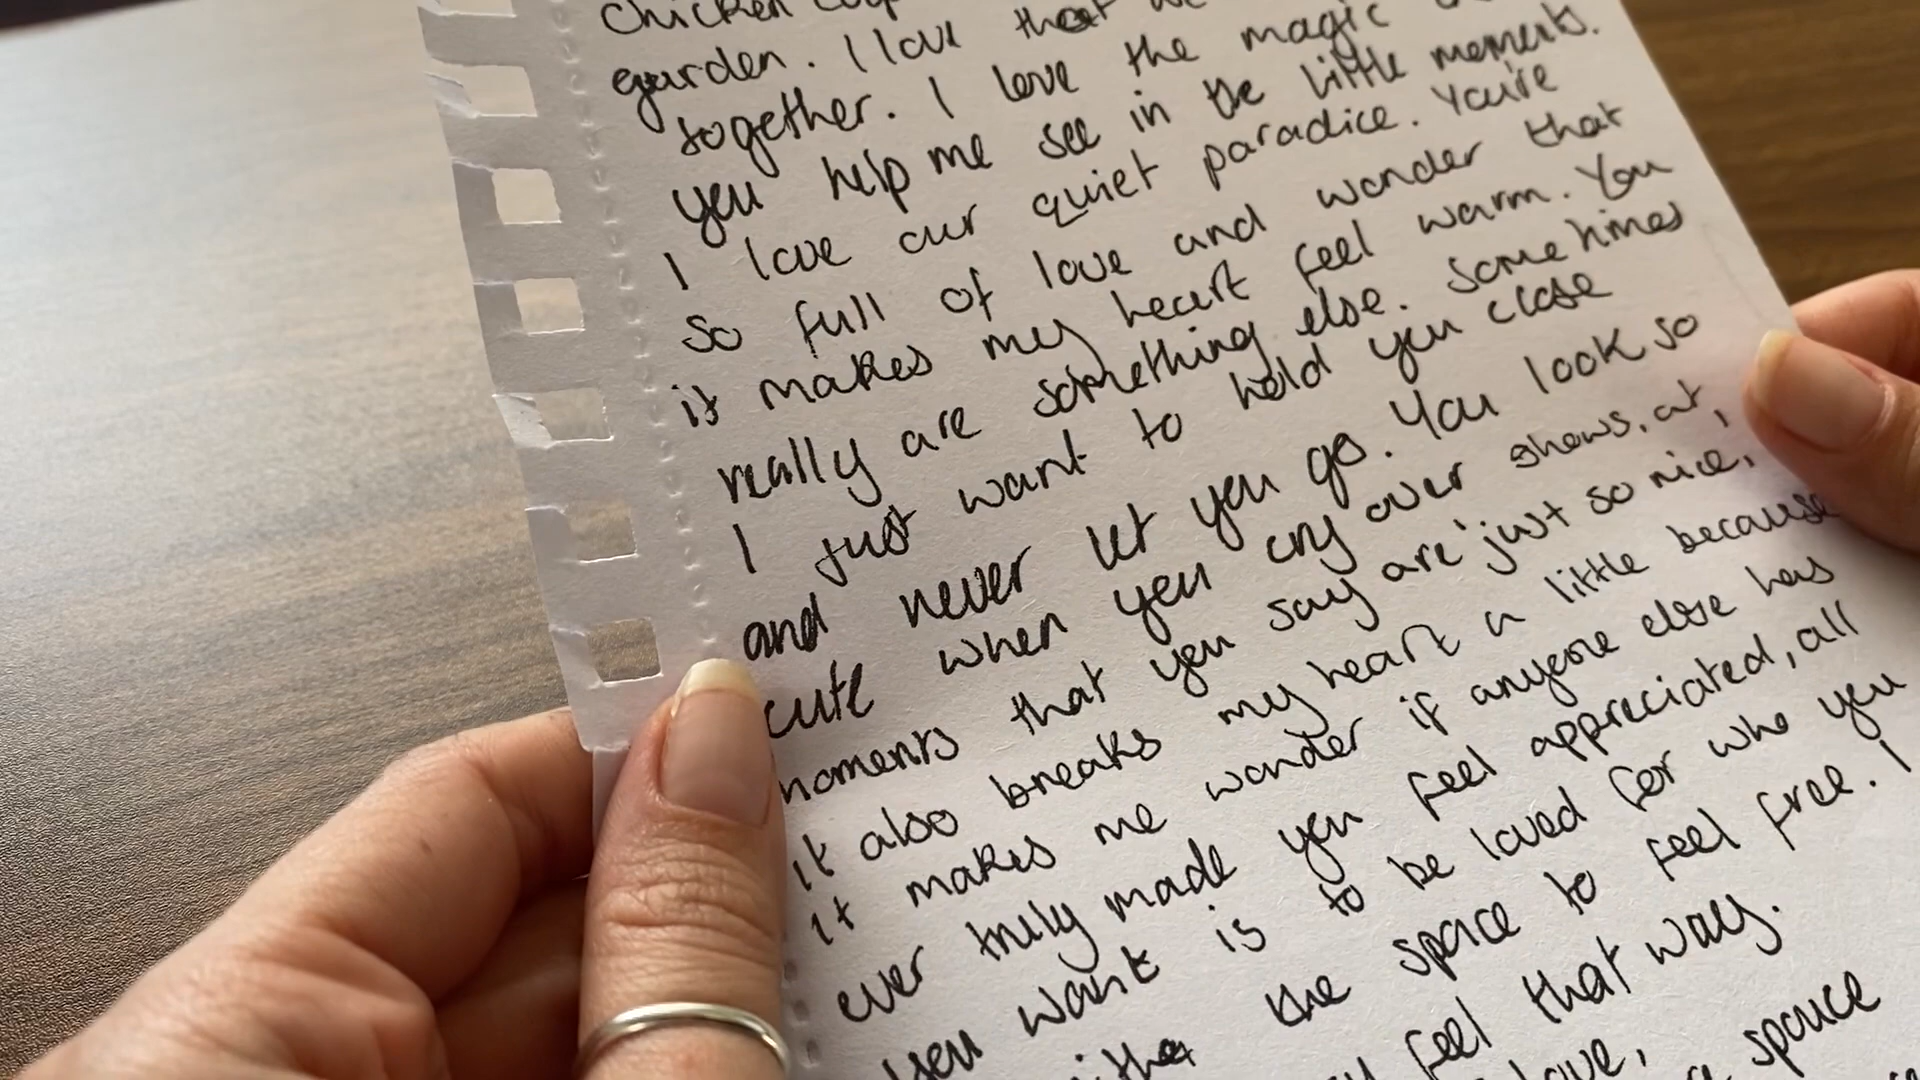 Chicken
garden. I love that we
together. I love the magic
you help me see in the little moments.
I love our quiet paradice. You're
so full of love and wonder that
it makes my heart feel warm. You
really are something else. Sometimes
I just want to hold you close
and never let you go. You look so
cute when you cry over shows, at,
moments that you say are 'just so nice,
It also breaks my heart a little because
it makes me wonder if anyone else has
ever truly made you feel appreciated, all
you want is to be loved for who you
the space to feel free. I
feel that way.
love,
space